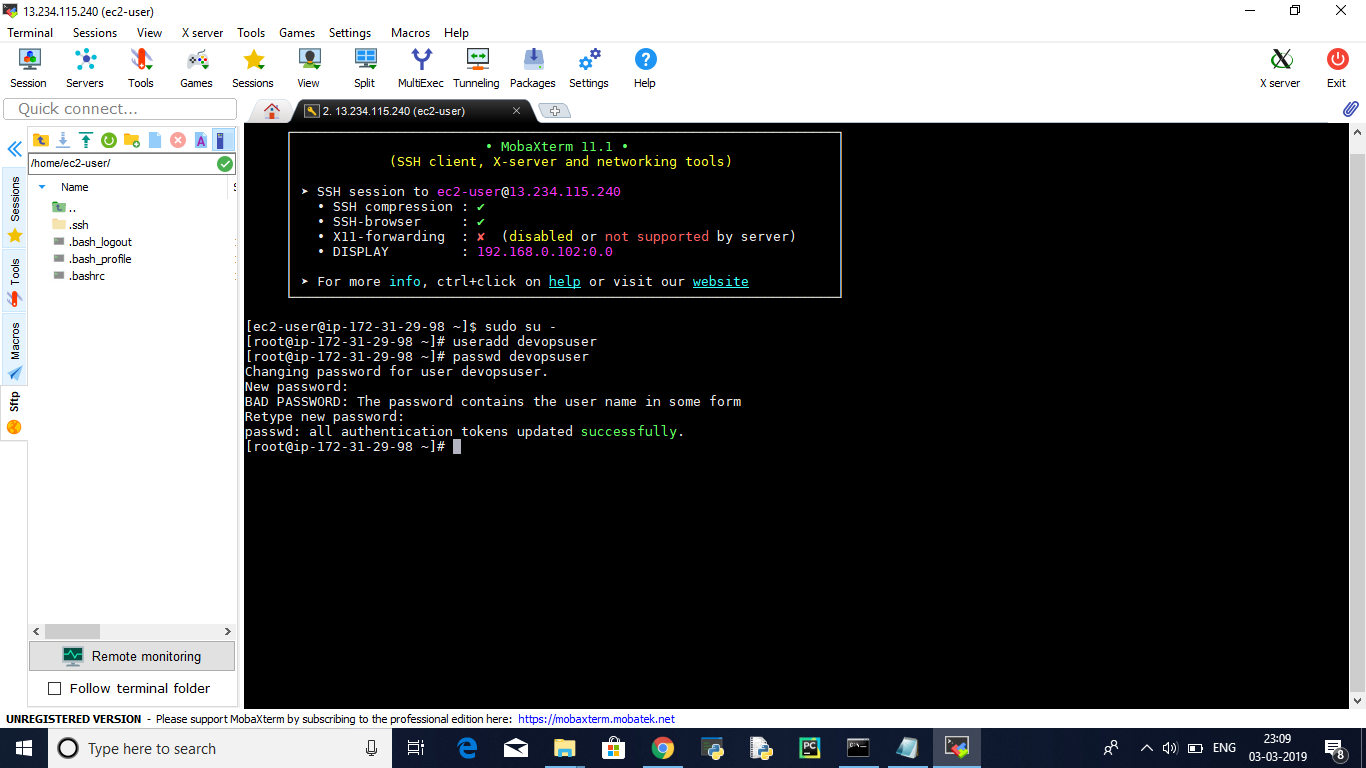 13.234.115.240 (ec2-user)
Terminal Sessions View X server Tools Games Settings Macros Help
Session Servers Tools Games Sessions View Split MultiExec Tunneling Packages Settings Help X server Exit
Quick connect...
2. 13.234.115.240 (ec2-user)
/home/ec2-user/
Name
..
.ssh
.bash_logout
.bash_profile
.bashrc
Sessions
Tools
Macros
Sftp
Remote monitoring
Follow terminal folder
• MobaXterm 11.1 •
(SSH client, X-server and networking tools)
➤ SSH session to ec2-user@13.234.115.240
• SSH compression : ✔
• SSH-browser : ✔
• X11-forwarding : ✘ (disabled or not supported by server)
• DISPLAY : 192.168.0.102:0.0
➤ For more info, ctrl+click on help or visit our website
[ec2-user@ip-172-31-29-98 ~]$ sudo su -
[root@ip-172-31-29-98 ~]# useradd devopsuser
[root@ip-172-31-29-98 ~]# passwd devopsuser
Changing password for user devopsuser.
New password:
BAD PASSWORD: The password contains the user name in some form
Retype new password:
passwd: all authentication tokens updated successfully.
[root@ip-172-31-29-98 ~]#
UNREGISTERED VERSION - Please support MobaXterm by subscribing to the professional edition here: https://mobaxterm.mobatek.net
Type here to search
ENG
23:09
03-03-2019
8